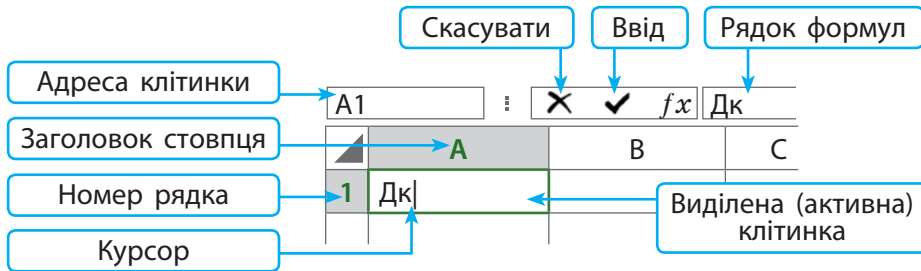 Скасувати Ввід Рядок формул
Адреса клітинки
A1 fx Дк
Заголовок стовпця
A B C
Номер рядка
1 Дк
Виділена (активна)
клітинка
Курсор